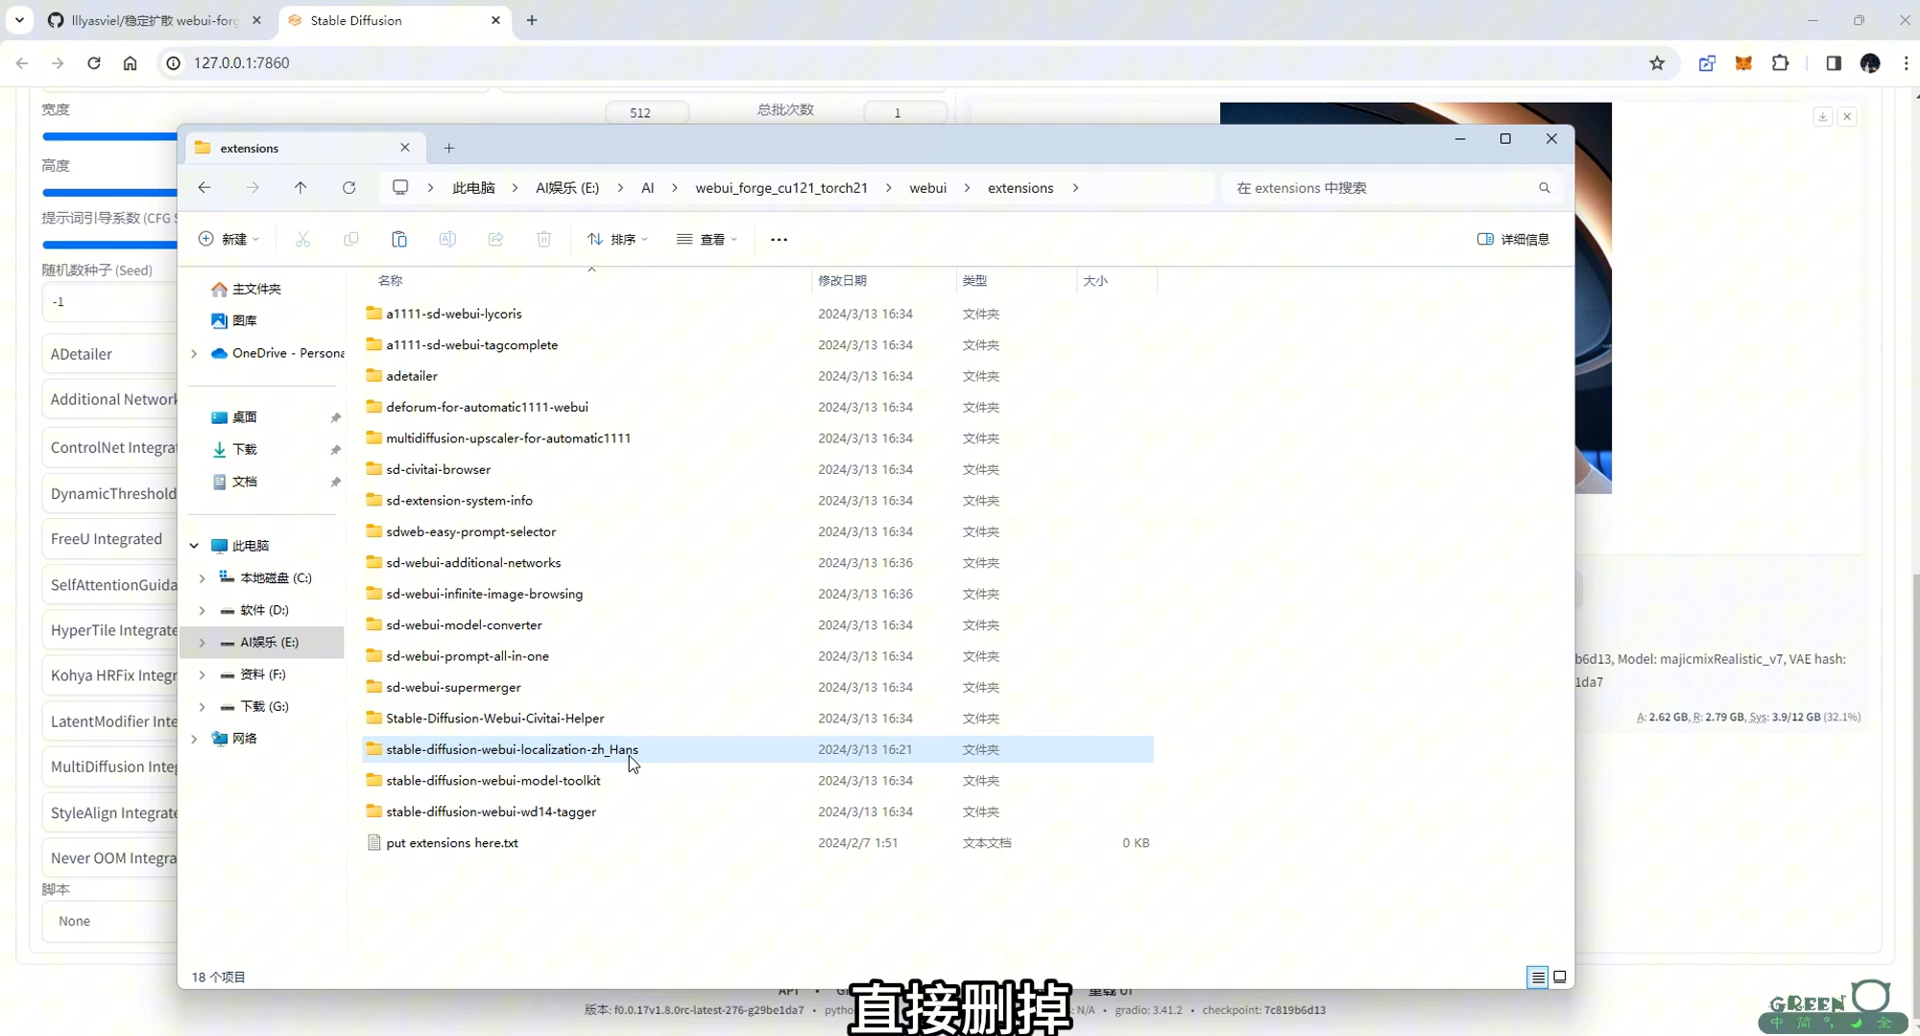 lllyasviel/稳定扩散 webui-forg
Stable Diffusion
127.0.0.1:7860
宽度
512
总批次数
1
高度
提示词引导系数 (CFG S
随机数种子 (Seed)
-1
ADetailer
Additional Network
ControlNet Integrat
DynamicThreshold
FreeU Integrated
SelfAttentionGuida
HyperTile Integrate
Kohya HRFix Integr
LatentModifier Inte
MultiDiffusion Integ
StyleAlign Integrate
Never OOM Integra
脚本
None
extensions
此电脑 > AI娱乐 (E:) > AI > webui_forge_cu121_torch21 > webui > extensions >
在 extensions 中搜索
新建
排序
查看
详细信息
主文件夹
图库
OneDrive - Persona
桌面
下载
文档
此电脑
本地磁盘 (C:)
软件 (D:)
AI娱乐 (E:)
资料 (F:)
下载 (G:)
网络
名称 修改日期 类型 大小
a1111-sd-webui-lycoris 2024/3/13 16:34 文件夹
a1111-sd-webui-tagcomplete 2024/3/13 16:34 文件夹
adetailer 2024/3/13 16:34 文件夹
deforum-for-automatic1111-webui 2024/3/13 16:34 文件夹
multidiffusion-upscaler-for-automatic1111 2024/3/13 16:34 文件夹
sd-civitai-browser 2024/3/13 16:34 文件夹
sd-extension-system-info 2024/3/13 16:34 文件夹
sdweb-easy-prompt-selector 2024/3/13 16:34 文件夹
sd-webui-additional-networks 2024/3/13 16:36 文件夹
sd-webui-infinite-image-browsing 2024/3/13 16:36 文件夹
sd-webui-model-converter 2024/3/13 16:34 文件夹
sd-webui-prompt-all-in-one 2024/3/13 16:34 文件夹
sd-webui-supermerger 2024/3/13 16:34 文件夹
Stable-Diffusion-Webui-Civitai-Helper 2024/3/13 16:34 文件夹
stable-diffusion-webui-localization-zh_Hans 2024/3/13 16:21 文件夹
stable-diffusion-webui-model-toolkit 2024/3/13 16:34 文件夹
stable-diffusion-webui-wd14-tagger 2024/3/13 16:34 文件夹
put extensions here.txt 2024/2/7 1:51 文本文档 0 KB
18 个项目
b6d13, Model: majicmixRealistic_v7, VAE hash:
1da7
A: 2.62 GB, R: 2.79 GB, Sys: 3.9/12 GB (32.1%)
API • 重载 UI
版本: f0.0.17v1.8.0rc-latest-276-g29be1da7 • pytho : N/A • gradio: 3.41.2 • checkpoint: 7c819b6d13
直接删掉
GREEN
中 简 全